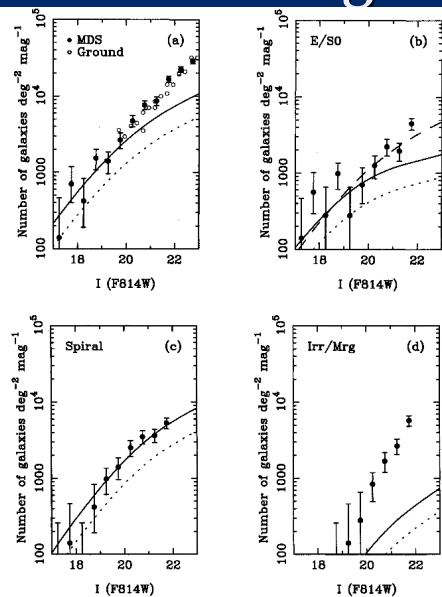 (a)
MDS
Ground
Number of galaxies deg⁻² mag⁻¹
10⁵
10⁴
1000
100
18 20 22
I (F814W)
E/S0 (b)
Number of galaxies deg⁻² mag⁻¹
10⁵
10⁴
1000
100
18 20 22
I (F814W)
Spiral (c)
Number of galaxies deg⁻² mag⁻¹
10⁵
10⁴
1000
100
18 20 22
I (F814W)
Irr/Mrg (d)
Number of galaxies deg⁻² mag⁻¹
10⁵
10⁴
1000
100
18 20 22
I (F814W)